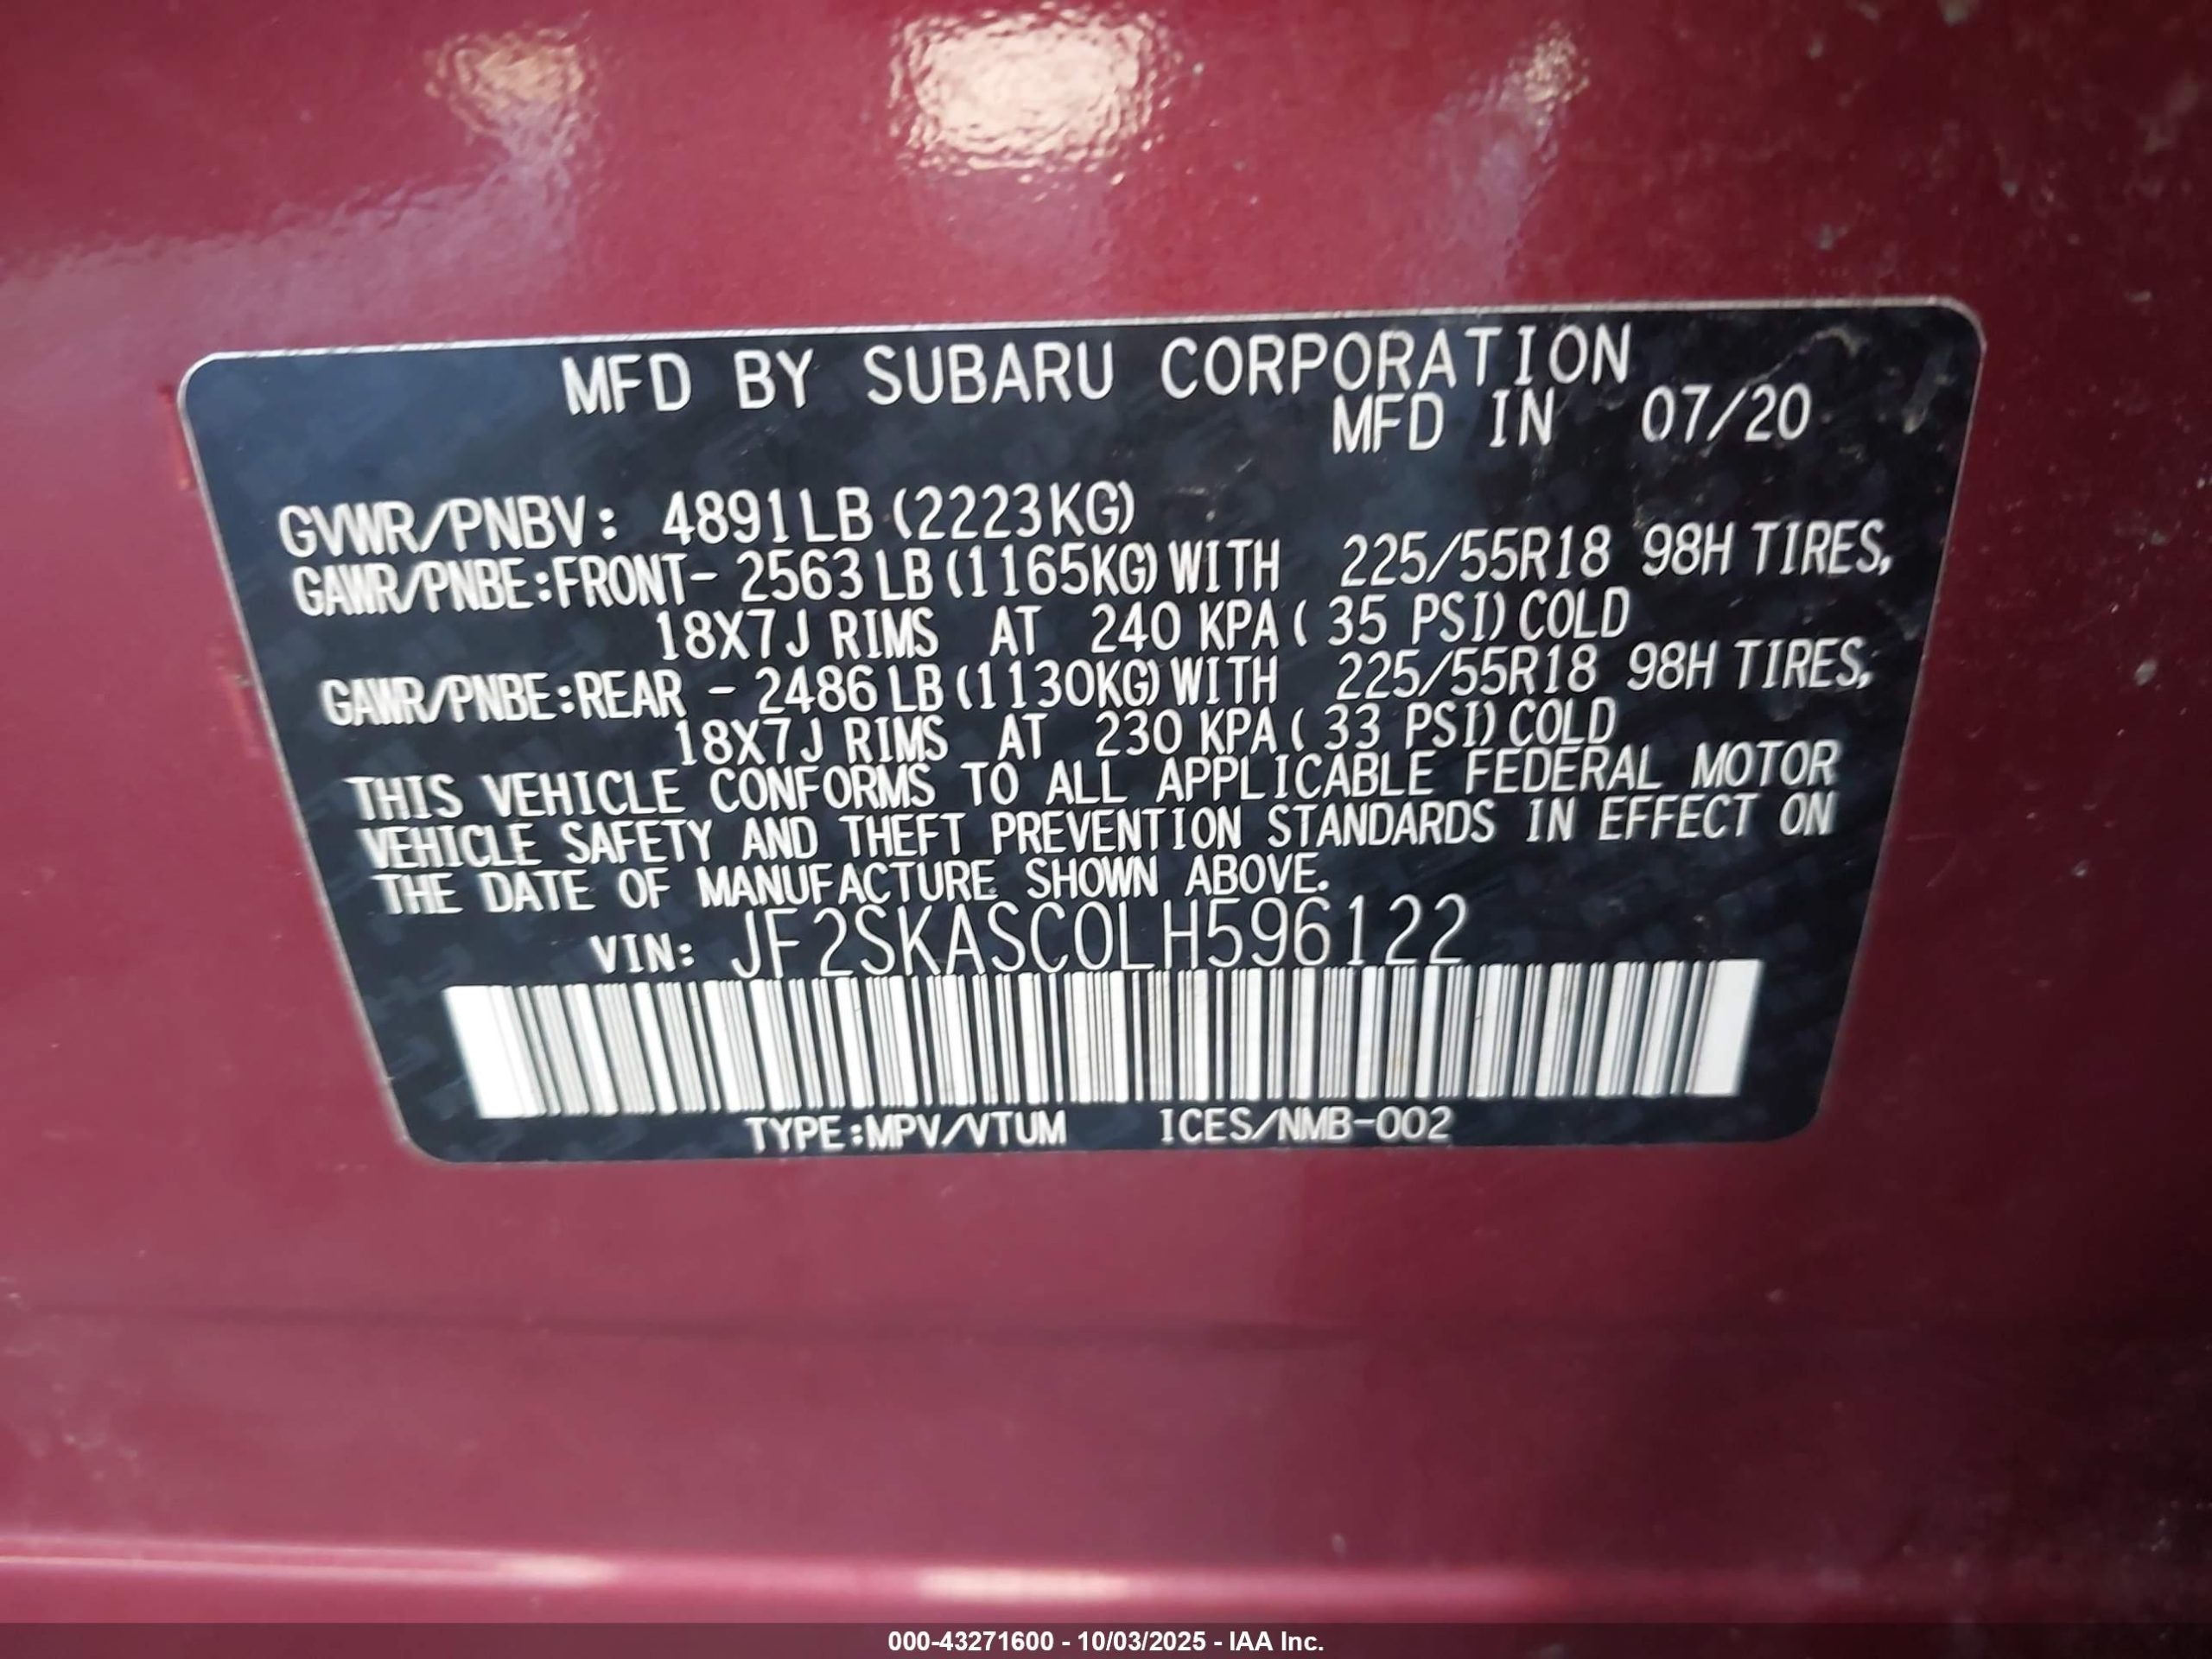 MFD BY SUBARU CORPORATION
MFD IN 07/20
GVWR/PNBV: 4891LB (2223KG)
GAWR/PNBE:FRONT- 2563 LB (1165KG) WITH 225/55R18 98H TIRES,
18X7J RIMS AT 240 KPA ( 35 PSI) COLD
GAWR/PNBE:REAR - 2486 LB (1130KG) WITH 225/55R18 98H TIRES,
18X7J RIMS AT 230 KPA ( 33 PSI) COLD
THIS VEHICLE CONFORMS TO ALL APPLICABLE FEDERAL MOTOR
VEHICLE SAFETY AND THEFT PREVENTION STANDARDS IN EFFECT ON
THE DATE OF MANUFACTURE SHOWN ABOVE.
VIN: JF2SKASC0LH596122
TYPE:MPV/VTUM ICES/NMB-002
000-43271600 - 10/03/2025 - IAA Inc.